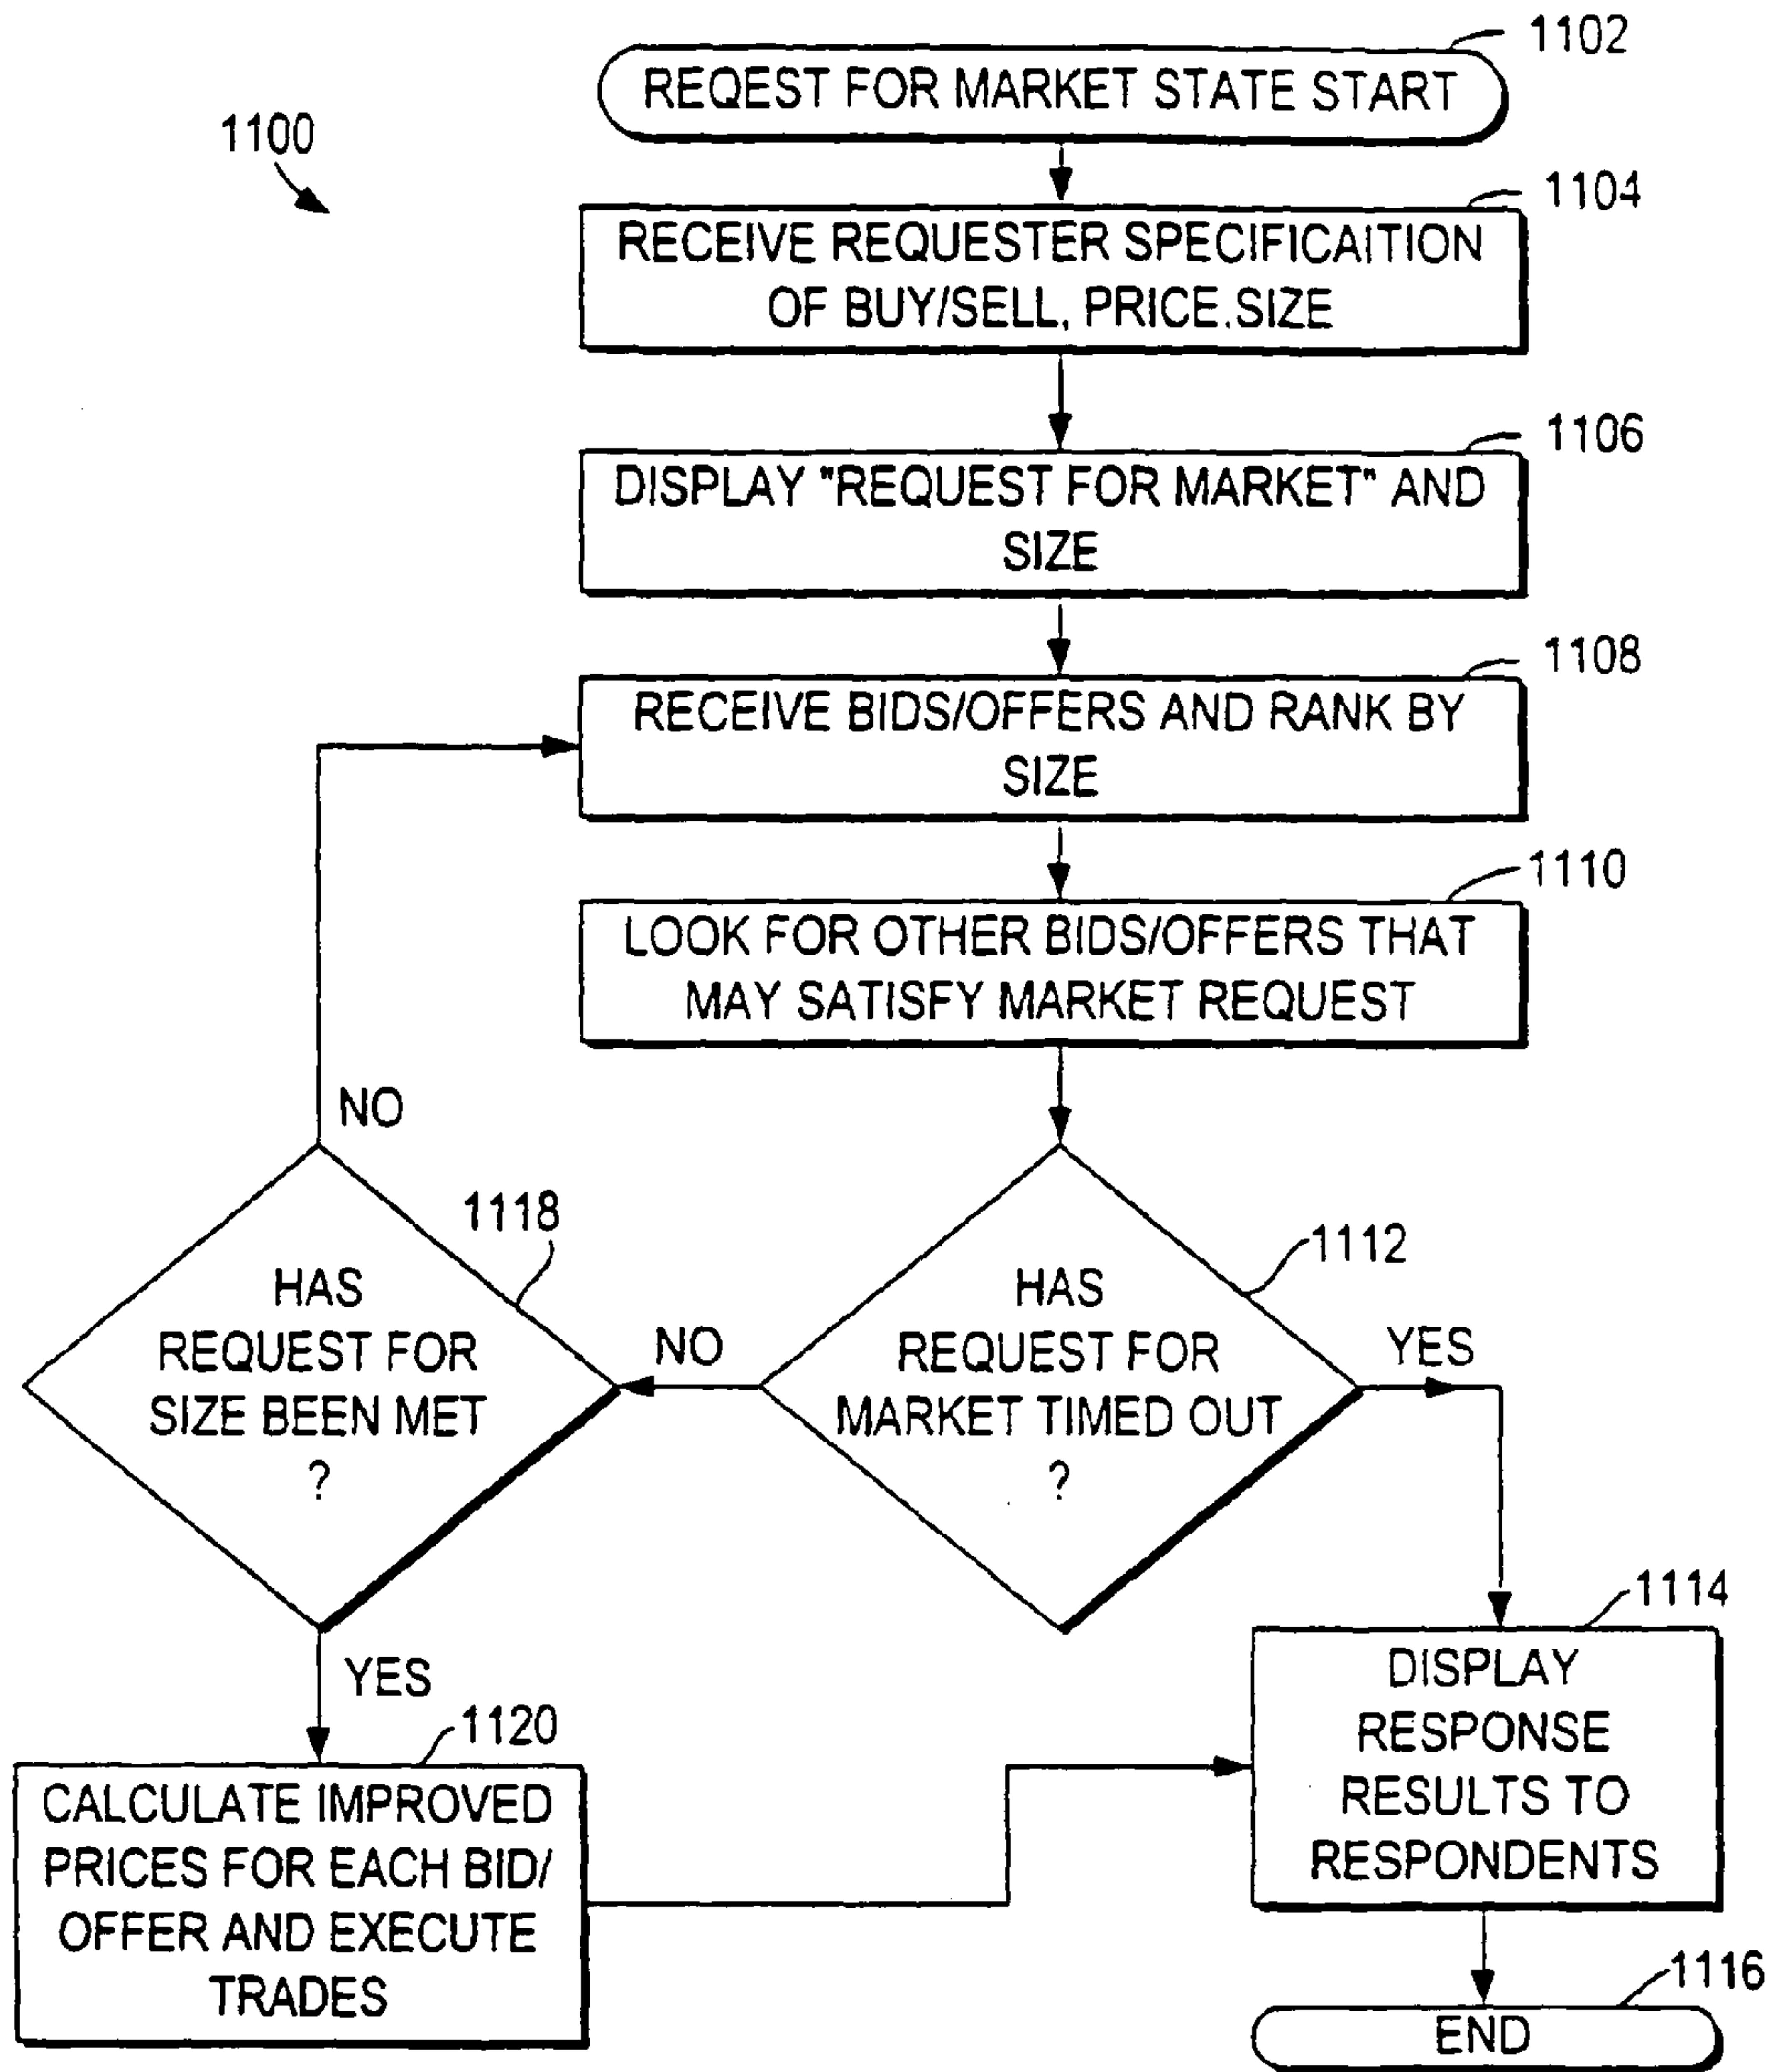 1102
REQEST FOR MARKET STATE START
1100
1104
RECEIVE REQUESTER SPECIFICAITION
OF BUY/SELL, PRICE.SIZE
1106
DISPLAY "REQUEST FOR MARKET" AND
SIZE
1108
RECEIVE BIDS/OFFERS AND RANK BY
SIZE
1110
LOOK FOR OTHER BIDS/OFFERS THAT
MAY SATISFY MARKET REQUEST
NO
1118
HAS
REQUEST FOR
SIZE BEEN MET
?
NO
1112
HAS
REQUEST FOR
MARKET TIMED OUT
?
YES
YES
1120
CALCULATE IMPROVED
PRICES FOR EACH BID/
OFFER AND EXECUTE
TRADES
1114
DISPLAY
RESPONSE
RESULTS TO
RESPONDENTS
1116
END